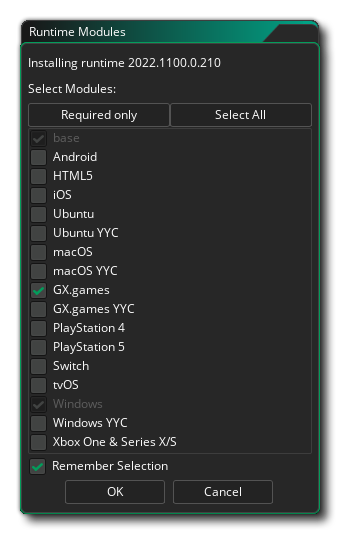 Runtime Modules
Installing runtime 2022.1100.0.210
Select Modules:
Required only Select All
base
Android
HTML5
iOS
Ubuntu
Ubuntu YYC
macOS
macOS YYC
GX.games
GX.games YYC
PlayStation 4
PlayStation 5
Switch
tvOS
Windows
Windows YYC
Xbox One & Series X/S
Remember Selection
OK Cancel